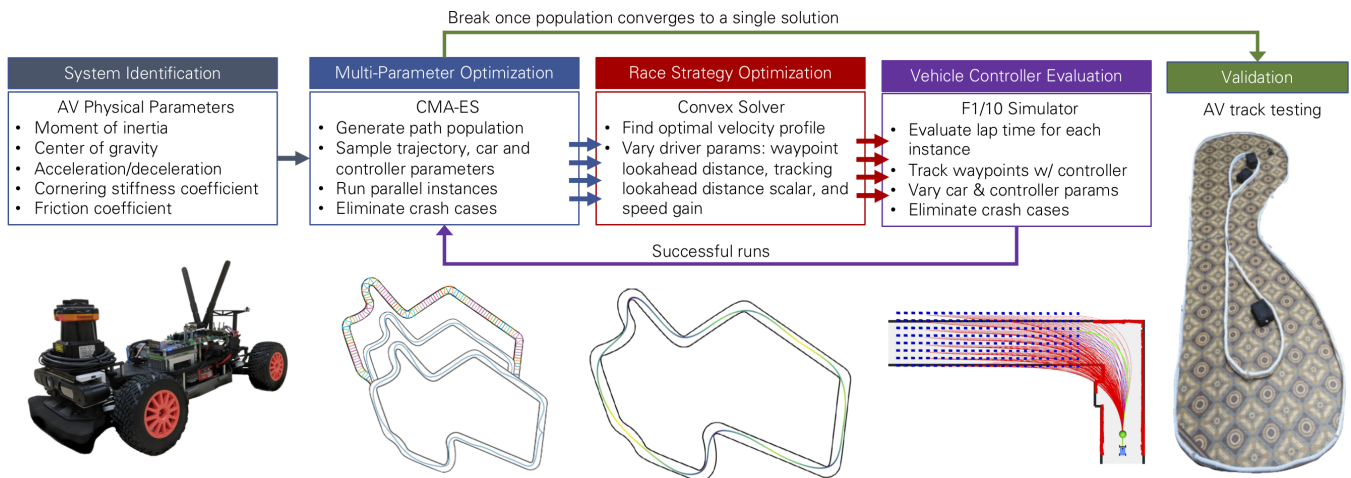 Break once population converges to a single solution
System Identification
AV Physical Parameters
• Moment of inertia
• Center of gravity
• Acceleration/deceleration
• Cornering stiffness coefficient
• Friction coefficient
Multi-Parameter Optimization
CMA-ES
• Generate path population
• Sample trajectory, car and
controller parameters
• Run parallel instances
• Eliminate crash cases
Race Strategy Optimization
Convex Solver
• Find optimal velocity profile
• Vary driver params: waypoint
lookahead distance, tracking
lookahead distance scalar, and
speed gain
Vehicle Controller Evaluation
F1/10 Simulator
• Evaluate lap time for each
instance
• Track waypoints w/ controller
• Vary car & controller params
• Eliminate crash cases
Validation
AV track testing
Successful runs